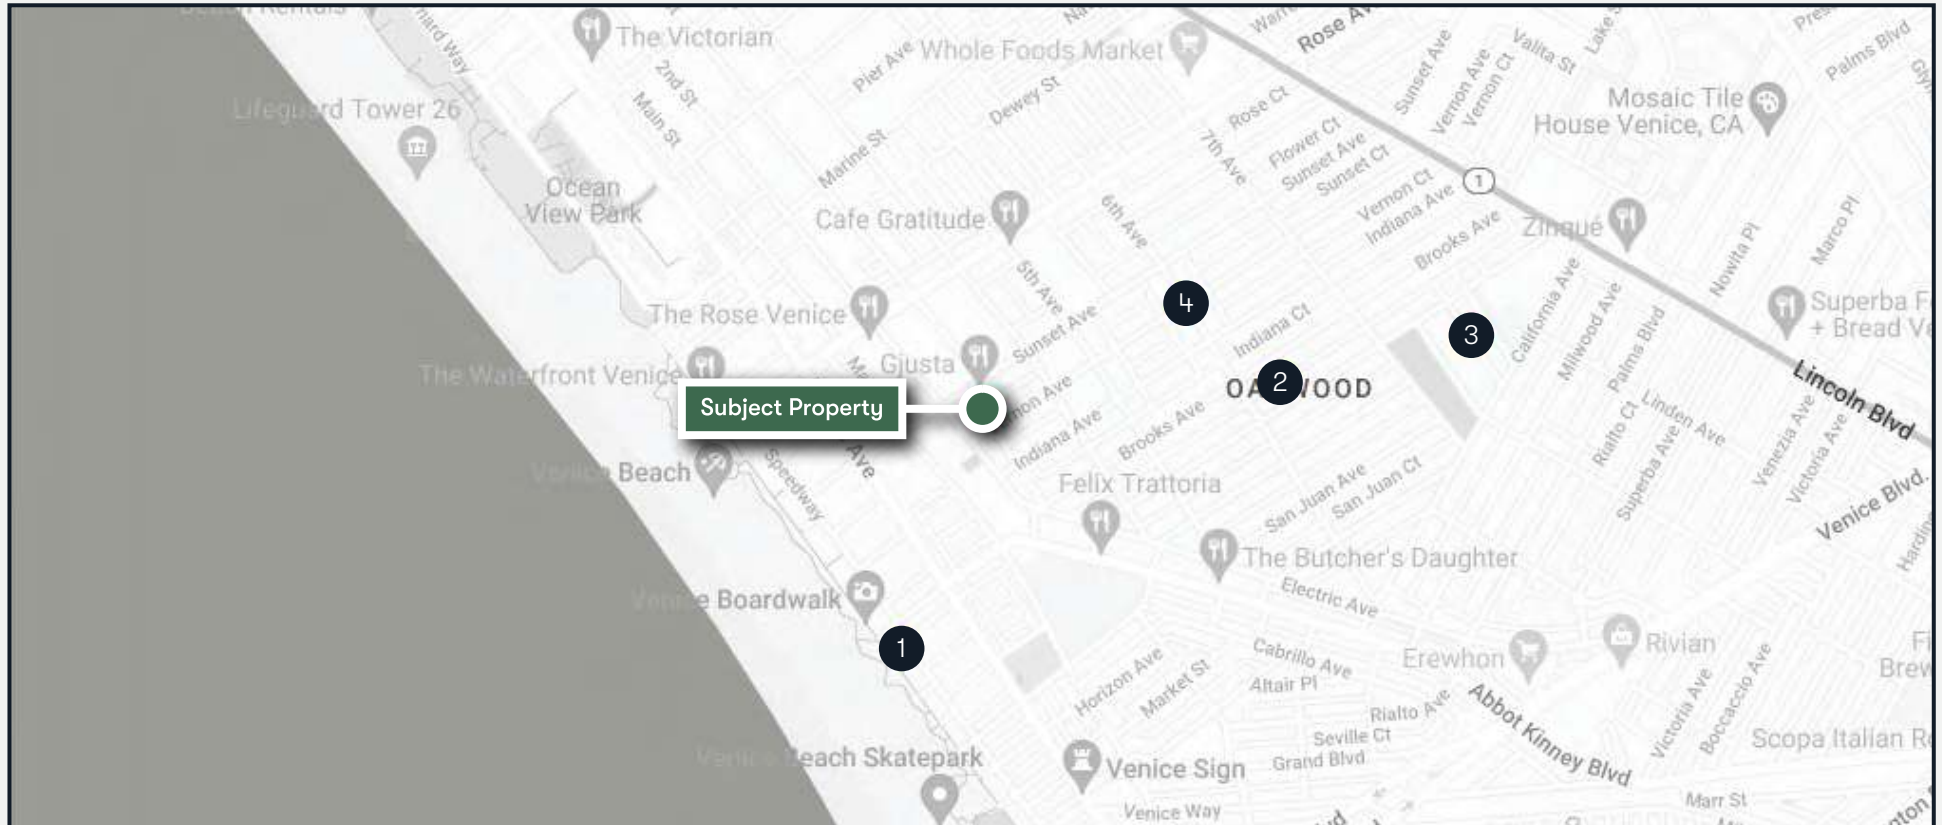 The Victorian
Whole Foods Market
Pier Ave
Rose Av
Sunset Ave
Vernon Ave
Vernon Ct
Valita St
Palms Blvd
2nd St
Main St
Dewey St
Rose Ct
Lifeguard Tower 26
Mosaic Tile
House Venice, CA
Marine St
7th Ave
Flower Ct
Sunset Ave
Sunset Ct
Ocean
View Park
1
Vernon Ct
Indiana Ave
Cafe Gratitude
6th Ave
Brooks Ave
Zinqué
Nowita Pl
Marco Pl
5th Ave
4
The Rose Venice
Sunset Ave
Indiana Ct
3
California Ave
Milwood Ave
Palms Blvd
Superba F
+ Bread Ve
Gjusta
The Waterfront Venice
2
Lincoln Blvd
Subject Property
Indiana Ave
Brooks Ave
Rialto Ct
Linden Ave
Superba Ave
Venezia Ave
Victoria Ave
Venice Beach
Speedway
Ave
Felix Trattoria
San Juan Ave
San Juan Ct
Venice Blvd.
The Butcher's Daughter
Electric Ave
Venice Boardwalk
1
Horizon Ave
Market St
Cabrillo Ave
Altair Pl
Erewhon
Rivian
Rialto Ave
Seville Ct
Grand Blvd
Abbot Kinney Blvd
Victoria Ave
Boccaccio Ave
Scopa Italian R
Venice Beach Skatepark
Venice Sign
Venice Way
Marr St